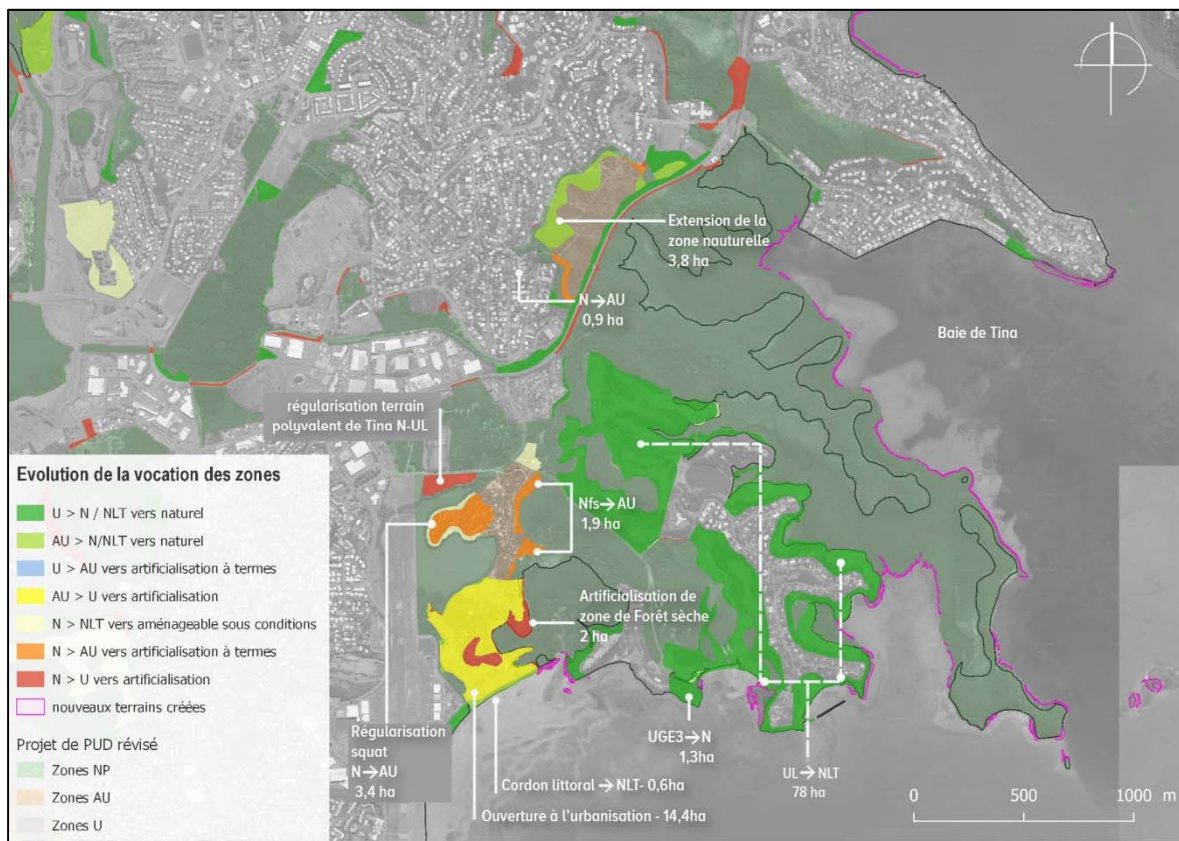 Extension de la
zone nauturelle
3,8 ha
N→AU
0,9 ha
Baie de Tina
régularisation terrain
polyvalent de Tina N-UL
Nfs→AU
1,9 ha
Artificialisation de
zone de Forêt sèche
2 ha
Régularisation
squat
N→AU
3,4 ha
UGE3→N
1,3ha
UL→NLT
78 ha
Cordon littoral →NLT- 0,6ha
Ouverture à l'urbanisation - 14,4ha
Evolution de la vocation des zones
U > N / NLT vers naturel
AU > N/NLT vers naturel
U > AU vers artificialisation à termes
AU > U vers artificialisation
N > NLT vers aménageable sous conditions
N > AU vers artificialisation à termes
N > U vers artificialisation
nouveaux terrains créées
Projet de PUD révisé
Zones NP
Zones AU
Zones U
0 500 1000 m